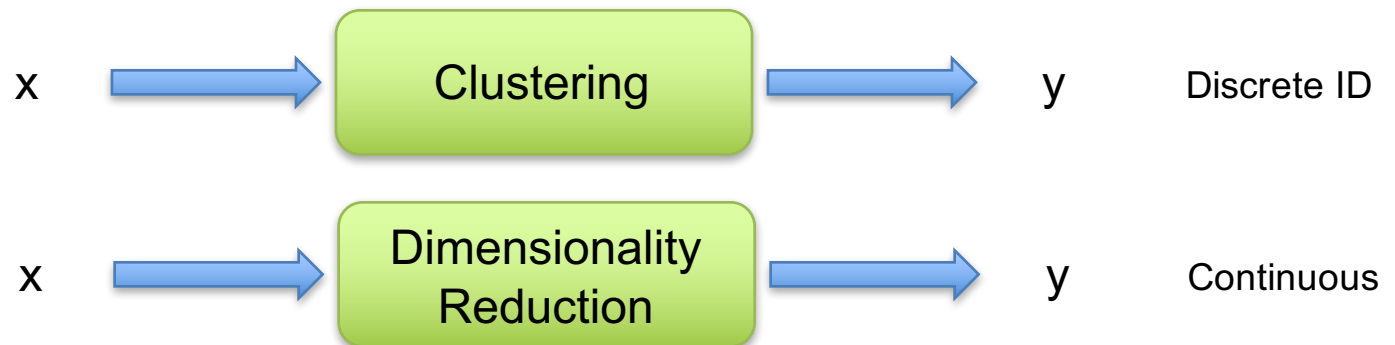 x Clustering y Discrete ID
x Dimensionality Reduction y Continuous